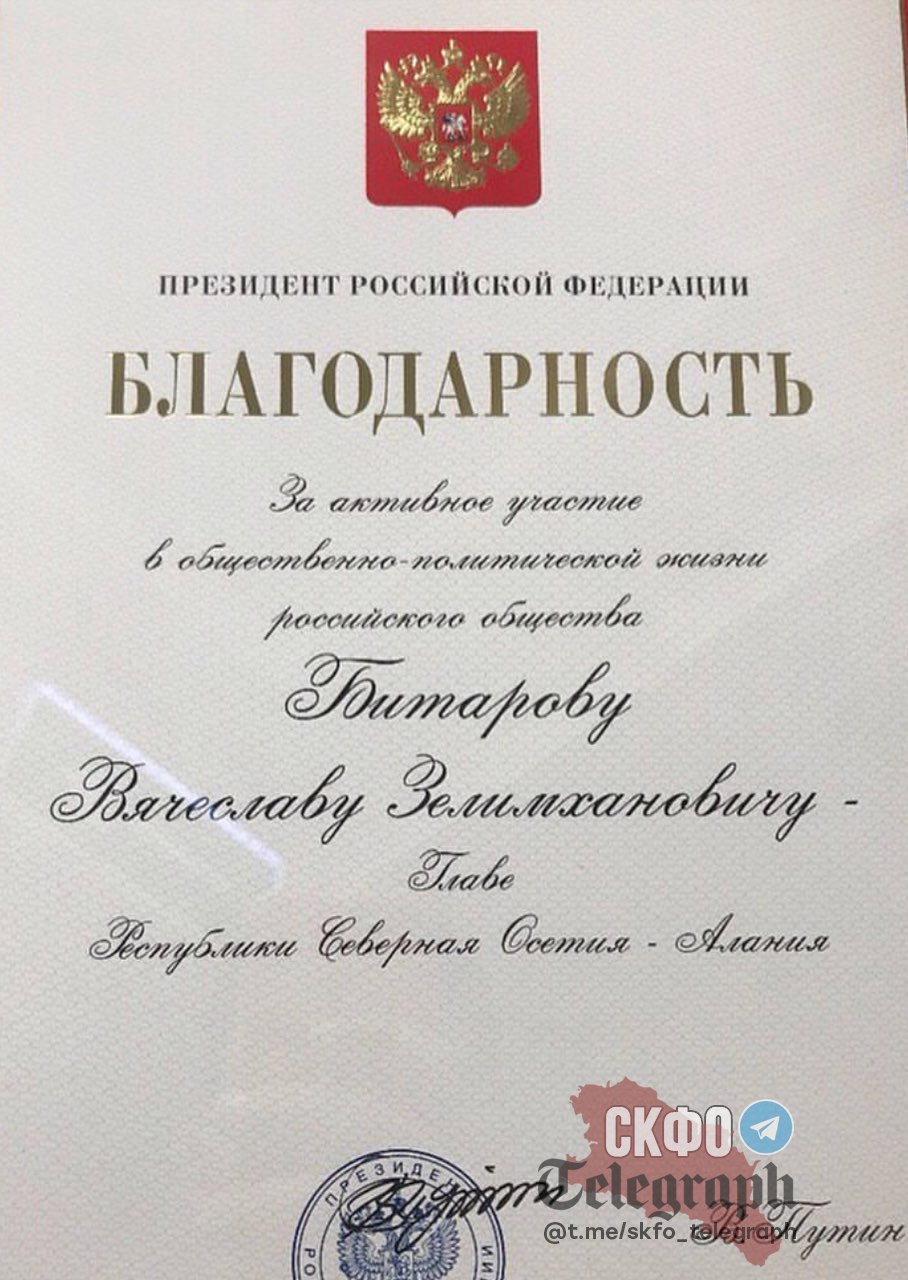 ПРЕЗИДЕНТ РОССИЙСКОЙ ФЕДЕРАЦИИ
БЛАГОДАРНОСТЬ
За активное участие
в общественно-политической жизни
российского общества
Битарову
Вячеславу Зелимхановичу -
Главе
Республики Северная Осетия - Алания
СКФО
Telegraph
@t.me/skfo_telegraph
В. Путин
ПРЕЗИДЕН